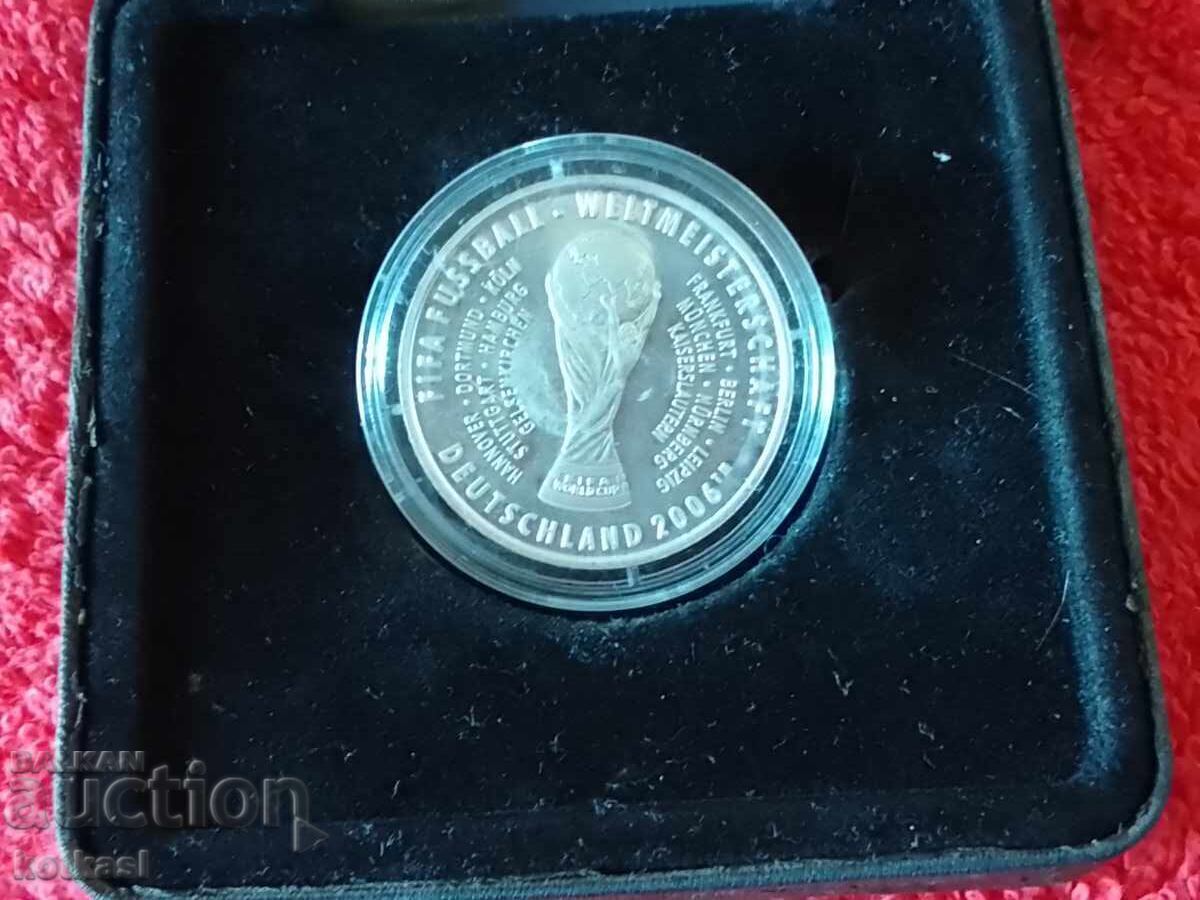 FIFA FUSSBALL · WELTMEISTERSCHAFT
DEUTSCHLAND 2006™
HANNOVER · DORTMUND · KÖLN
STUTTGART · HAMBURG
GELSENKIRCHEN
FRANKFURT · BERLIN · LEIPZIG
MÜNCHEN · NÜRNBERG
KAISERSLAUTERN
FIFA
WORLD CUP
BALKAN
auction
kotkasl